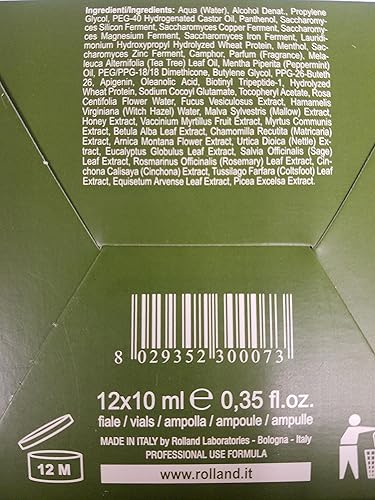 Ingredienti/Ingredients: Aqua (Water), Alcohol Denat., Propylene
Glycol, PEG-40 Hydrogenated Castor Oil, Panthenol, Saccharomy-
ces Silicon Ferment, Saccharomyces Copper Ferment, Saccharomy-
ces Magnesium Ferment, Saccharomyces Iron Ferment, Lauridi-
monium Hydroxypropyl Hydrolyzed Wheat Protein, Menthol, Sac-
charomyces Zinc Ferment, Camphor, Parfum (Fragrance), Mela-
leuca Alternifolia (Tea Tree) Leaf Oil, Mentha Piperita (Peppermint)
Oil, PEG/PPG-18/18 Dimethicone, Butylene Glycol, PPG-26-Buteth
26, Apigenin, Oleanolic Acid, Biotinyl Tripeptide-1, Hydrolyzed
Wheat Protein, Sodium Cocoyl Glutamate, Tocopheryl Acetate, Rosa
Centifolia Flower Water, Fucus Vesiculosus Extract, Hamamelis
Virginiana (Witch Hazel) Water, Malva Sylvestris (Mallow) Extract,
Honey Extract, Vaccinium Myrtillus Fruit Extract, Myrtus Communis
Extract, Betula Alba Leaf Extract, Chamomilla Recutita (Matricaria)
Extract, Arnica Montana Flower Extract, Urtica Dioica (Nettle) Ex-
tract, Eucalyptus Globulus Leaf Extract, Salvia Officinalis (Sage)
Leaf Extract, Rosmarinus Officinalis (Rosemary) Leaf Extract, Cin-
chona Calisaya (Cinchona) Extract, Tussilago Farfara (Coltsfoot) Leaf
Extract, Equisetum Arvense Leaf Extract, Picea Excelsa Extract.
8 029352 300073
12x10 ml e 0,35 fl.oz.
fiale / vials / ampolla / ampoule / ampulle
MADE IN ITALY by Rolland Laboratories - Bologna - Italy
PROFESSIONAL USE FORMULA
12 M
www.rolland.it